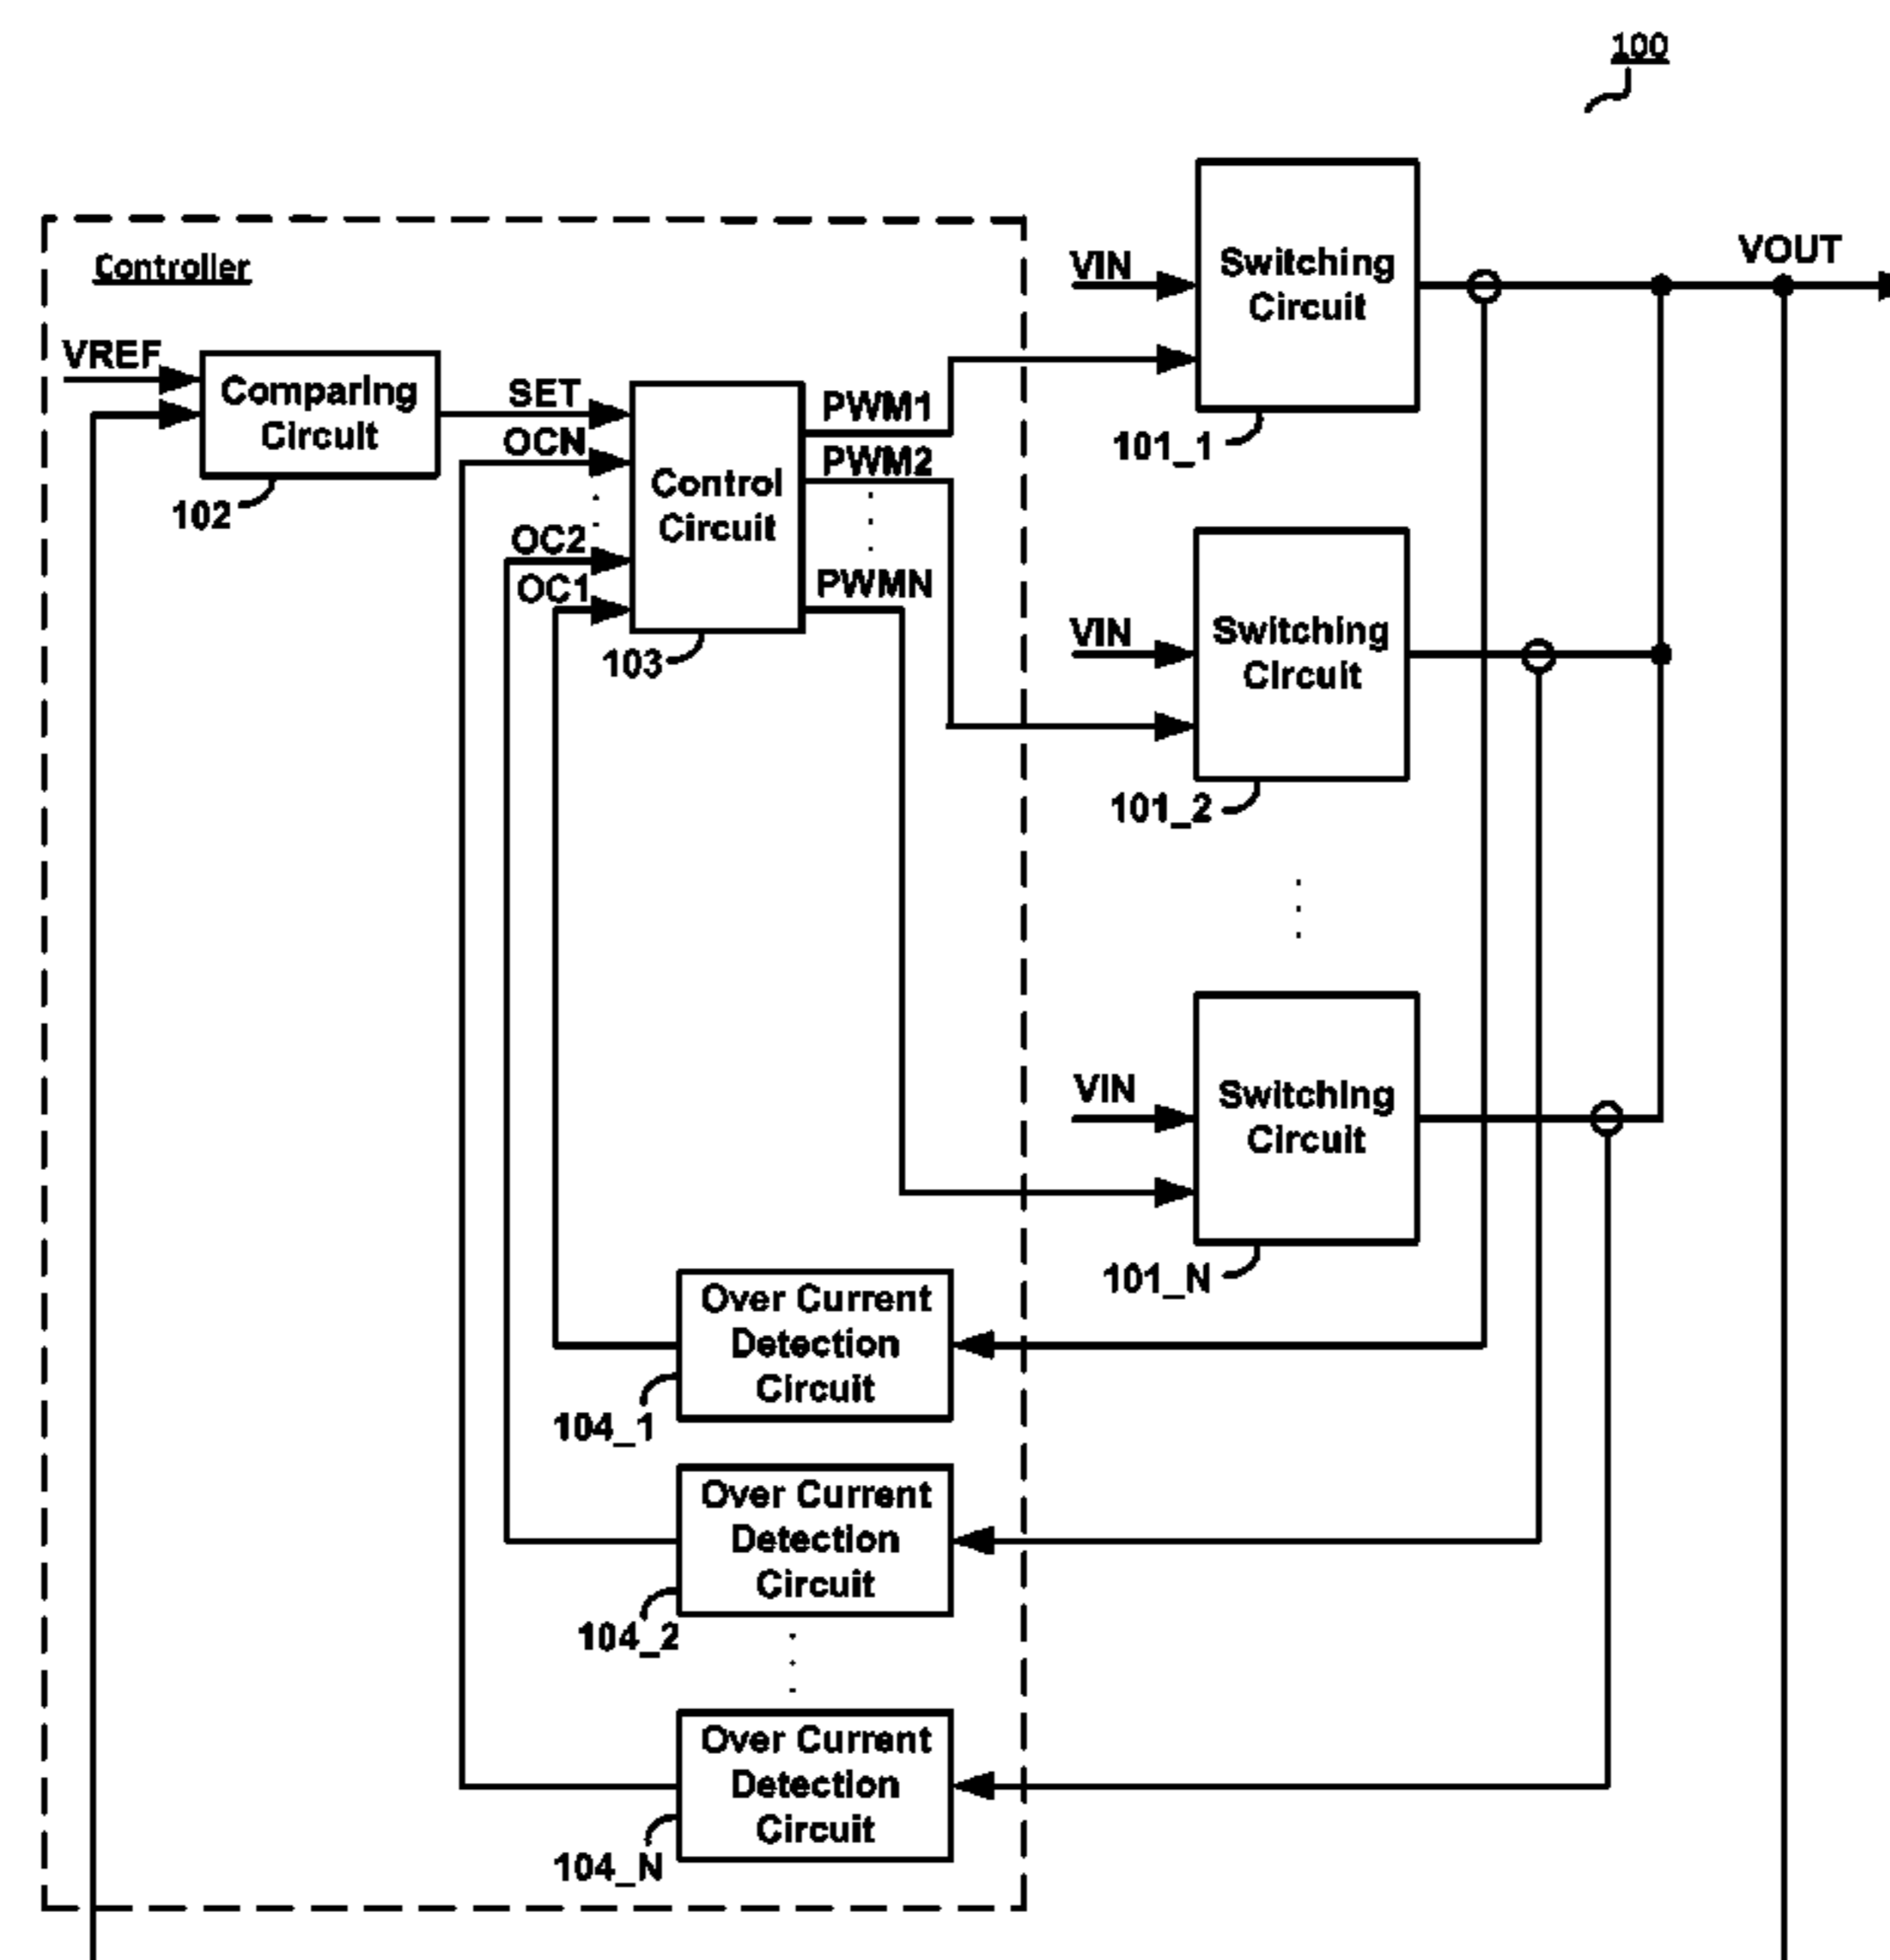 100
Controller
VREF
Comparing
Circuit
102
SET
OCN
OC2
OC1
Control
Circuit
103
PWM1
PWM2
PWMN
VIN
Switching
Circuit
101_1
VOUT
VIN
Switching
Circuit
101_2
VIN
Switching
Circuit
101_N
Over Current
Detection
Circuit
104_1
Over Current
Detection
Circuit
104_2
Over Current
Detection
Circuit
104_N